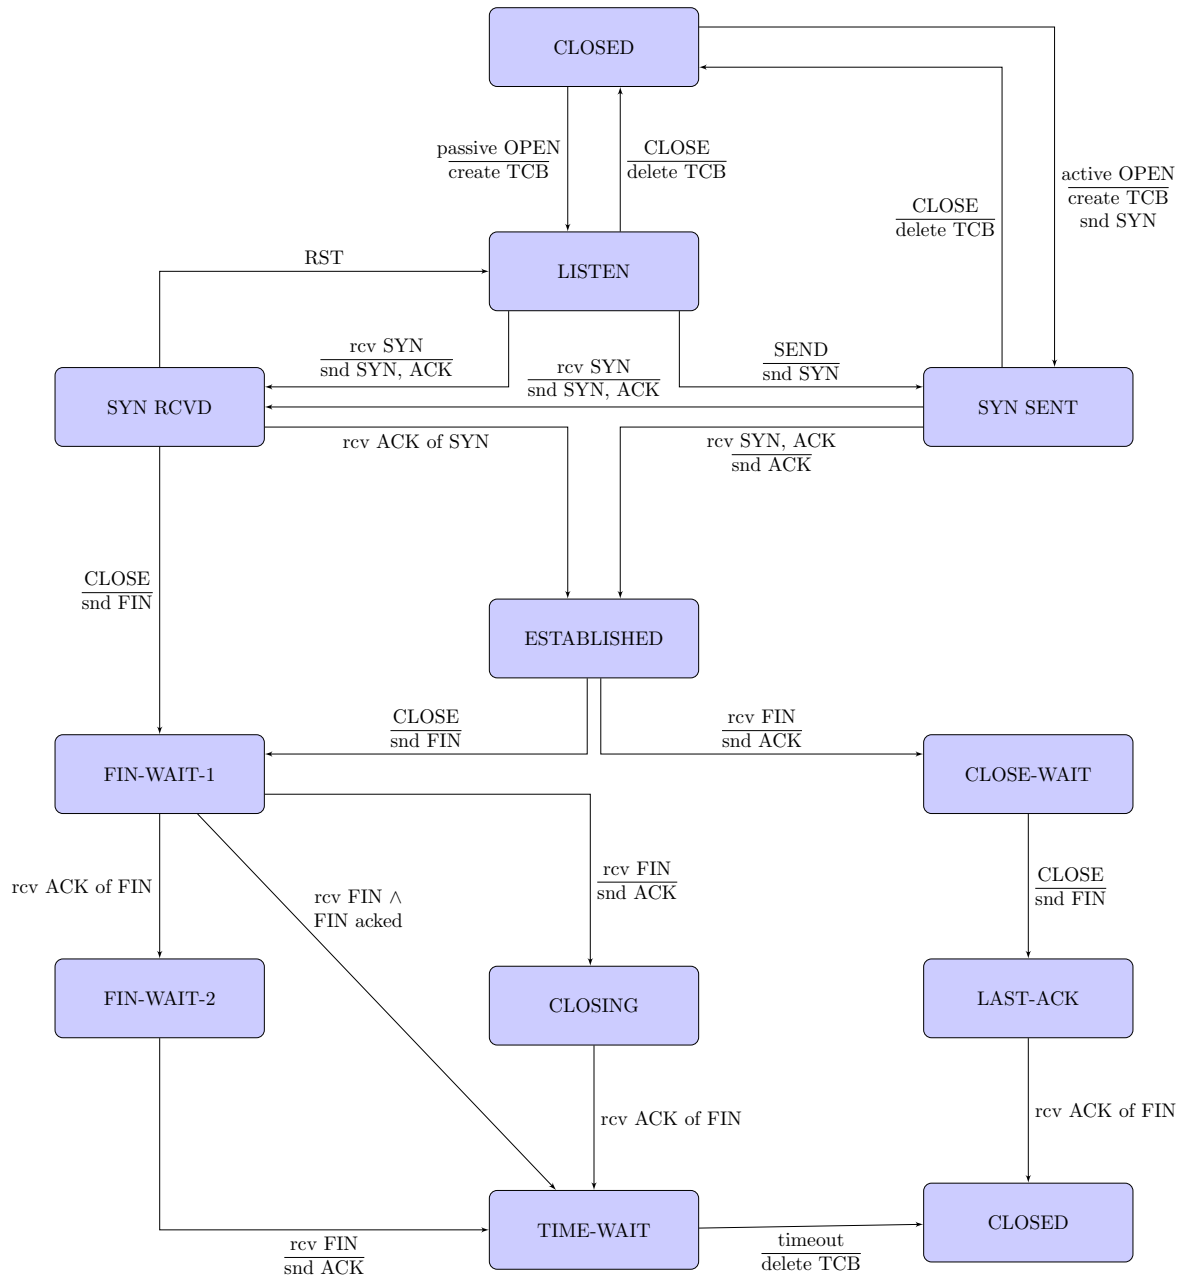 CLOSED
passive OPEN
create TCB
CLOSE
delete TCB
active OPEN
create TCB
snd SYN
CLOSE
delete TCB
RST
LISTEN
rcv SYN
snd SYN, ACK
rcv SYN
snd SYN, ACK
SEND
snd SYN
SYN RCVD
SYN SENT
rcv ACK of SYN
rcv SYN, ACK
snd ACK
CLOSE
snd FIN
ESTABLISHED
CLOSE
snd FIN
rcv FIN
snd ACK
FIN-WAIT-1
CLOSE-WAIT
rcv ACK of FIN
rcv FIN ∧
FIN acked
rcv FIN
snd ACK
CLOSE
snd FIN
FIN-WAIT-2
CLOSING
LAST-ACK
rcv ACK of FIN
rcv ACK of FIN
TIME-WAIT
CLOSED
rcv FIN
snd ACK
timeout
delete TCB